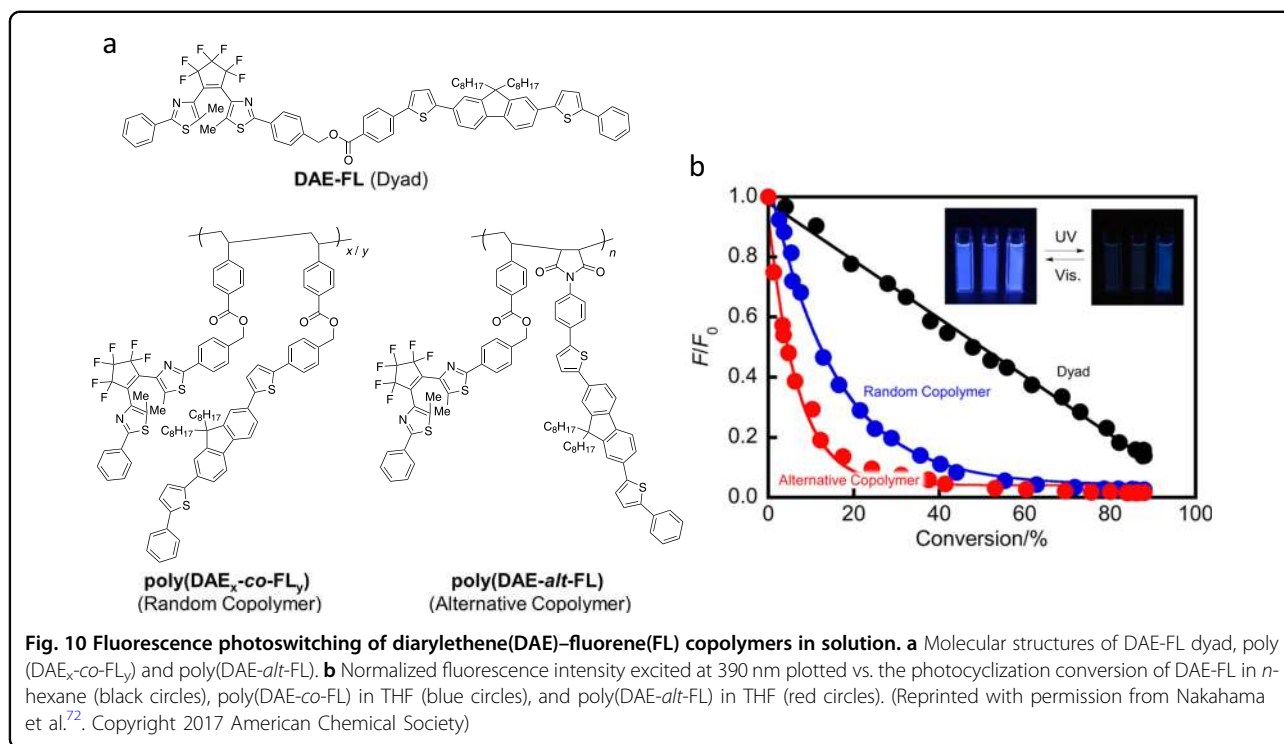 a
F F
F F
F F
N Me N
S Me S
O
O
C8H17 C8H17
S S
DAE-FL (Dyad)
x / y
n
O O
O O
O N O
O O
F F
F F
F F
N
S
Me
Me
N
S
S
C8H17
C8H17
S
F F
F F
F F
N
S
Me
Me
N
S
S
C8H17
C8H17
S
poly(DAEx-co-FLy)
(Random Copolymer)
poly(DAE-alt-FL)
(Alternative Copolymer)
b
1.0
0.8
0.6
0.4
0.2
0.0
F/F0
UV
Vis.
Dyad
Random Copolymer
Alternative Copolymer
0 20 40 60 80 100
Conversion/%
Fig. 10 Fluorescence photoswitching of diarylethene(DAE)–fluorene(FL) copolymers in solution. a Molecular structures of DAE-FL dyad, poly
(DAEx-co-FLy) and poly(DAE-alt-FL). b Normalized fluorescence intensity excited at 390 nm plotted vs. the photocyclization conversion of DAE-FL in n-
hexane (black circles), poly(DAE-co-FL) in THF (blue circles), and poly(DAE-alt-FL) in THF (red circles). (Reprinted with permission from Nakahama
et al.72. Copyright 2017 American Chemical Society)